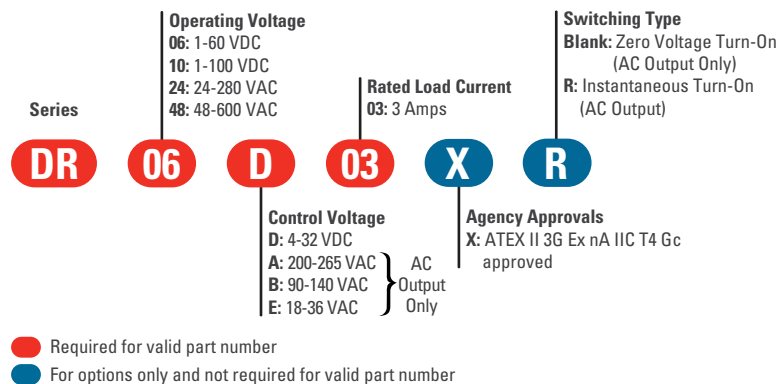 Operating Voltage
06: 1-60 VDC
10: 1-100 VDC
24: 24-280 VAC
48: 48-600 VAC
Switching Type
Blank: Zero Voltage Turn-On
(AC Output Only)
R: Instantaneous Turn-On
(AC Output)
Rated Load Current
03: 3 Amps
Series
DR
06
D
03
X
R
Control Voltage
D: 4-32 VDC
A: 200-265 VAC
B: 90-140 VAC
E: 18-36 VAC
AC
Output
Only
Agency Approvals
X: ATEX II 3G Ex nA IIC T4 Gc
approved
Required for valid part number
For options only and not required for valid part number